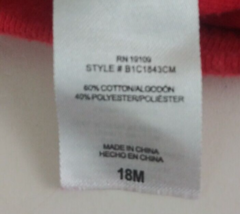 RN 19109
STYLE # B1C1843CM
60% COTTON/ALGODÓN
40% POLYESTER/POLIÉSTER
MADE IN CHINA
HECHO EN CHINA
18M